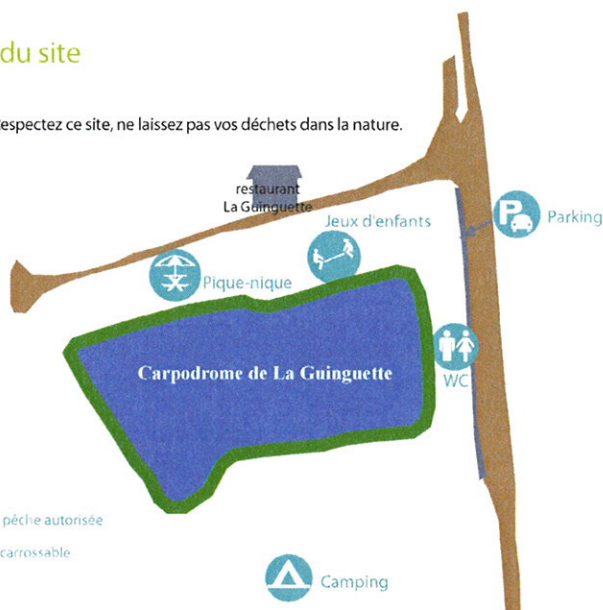 du site
espectez ce site, ne laissez pas vos déchets dans la nature.
restaurant
La Guinguette
Jeux d'enfants
P
Parking
Pique-nique
Carpodrome de La Guinguette
WC
pêche autorisée
carrossable
Camping